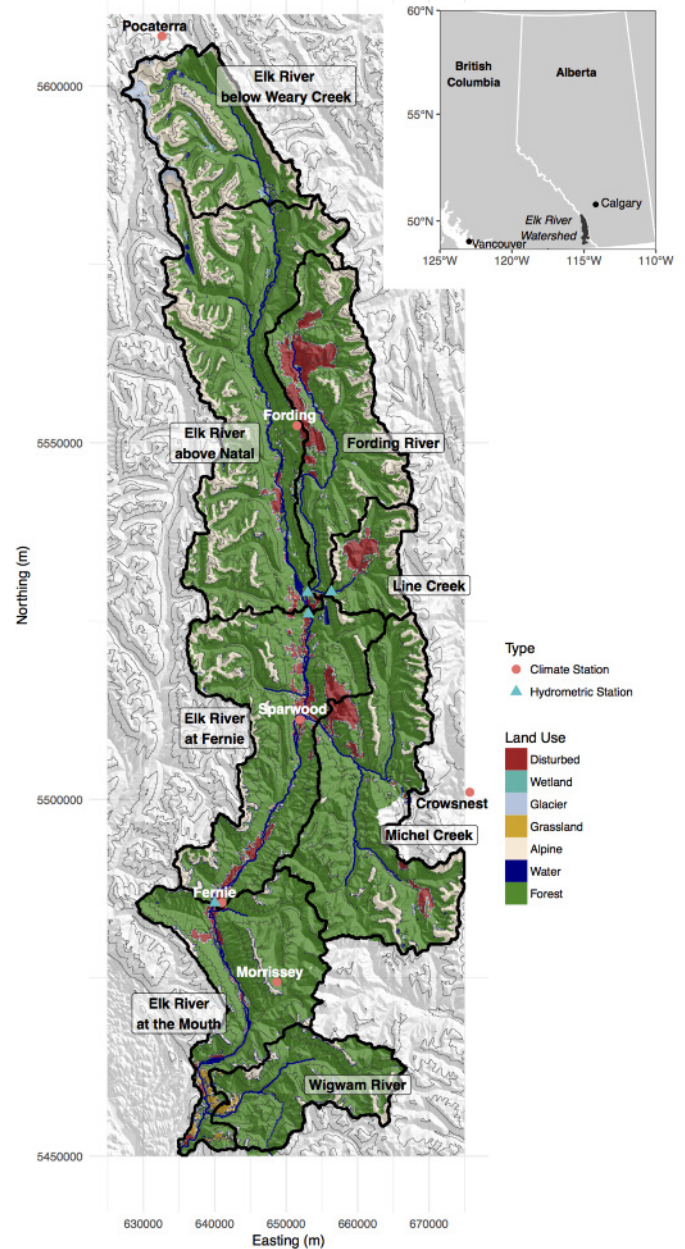 Pocaterra
Elk River
below Weary Creek
60°N
British
Columbia
Alberta
55°N
Calgary
50°N
Elk River
Watershed
Vancouver
125°W
120°W
115°W
110°W
5600000
Fording
Elk River
above Natal
Fording River
5550000
Northing (m)
Line Creek
Type
Climate Station
Hydrometric Station
Sparwood
Elk River
at Fernie
Land Use
Disturbed
Wetland
Glacier
Grassland
Alpine
Water
Forest
5500000
Crowsnest
Michel Creek
Fernie
Morrissey
Elk River
at the Mouth
Wigwam River
5450000
630000
640000
650000
660000
670000
Easting (m)